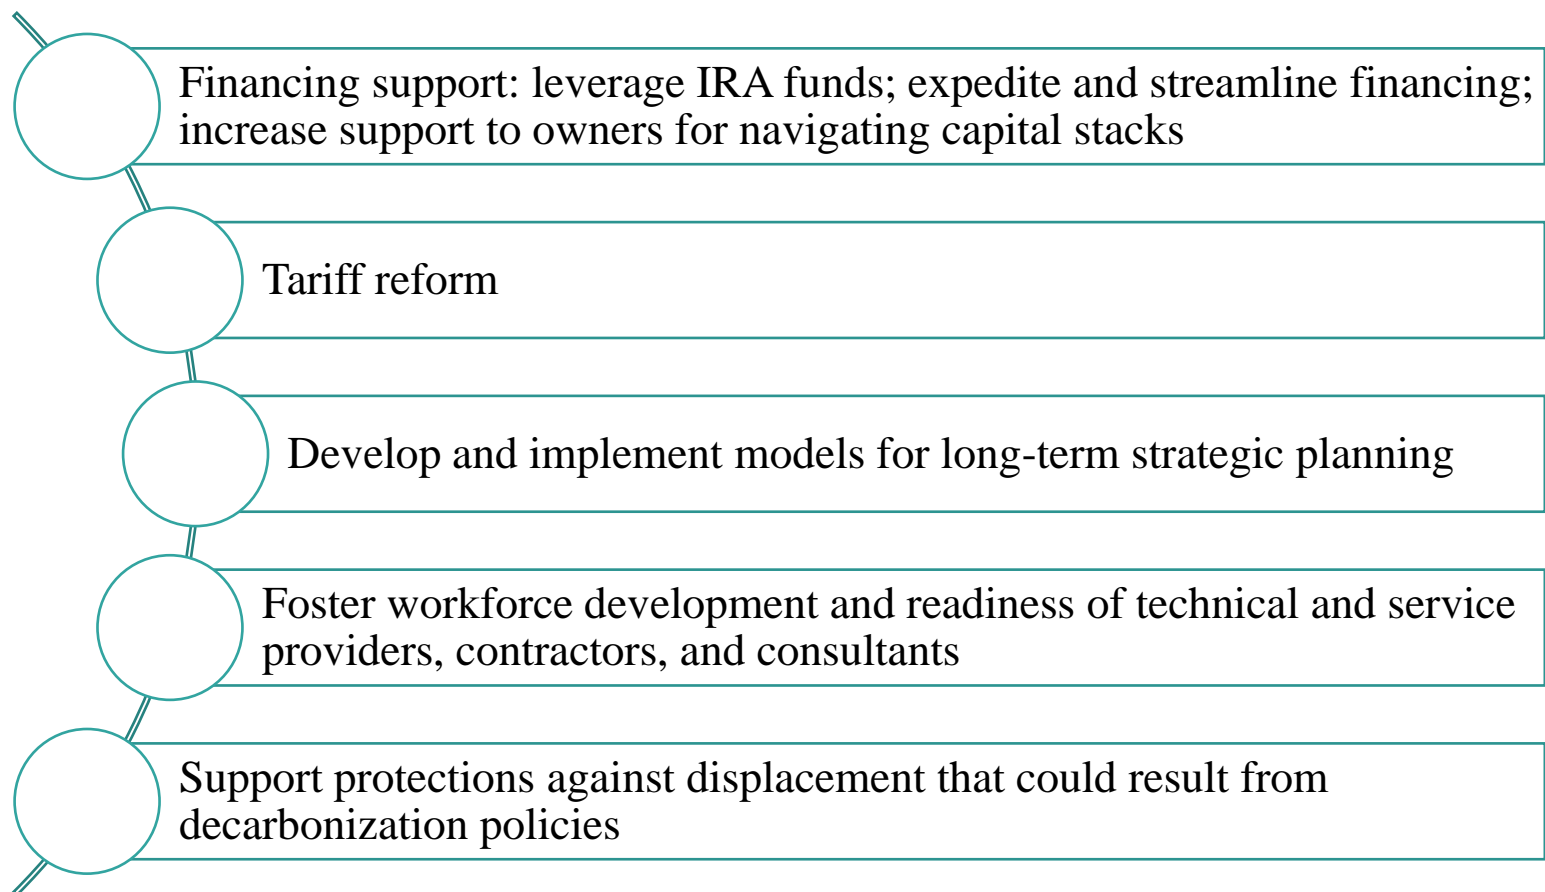 Financing support: leverage IRA funds; expedite and streamline financing;
increase support to owners for navigating capital stacks
Tariff reform
Develop and implement models for long-term strategic planning
Foster workforce development and readiness of technical and service
providers, contractors, and consultants
Support protections against displacement that could result from
decarbonization policies